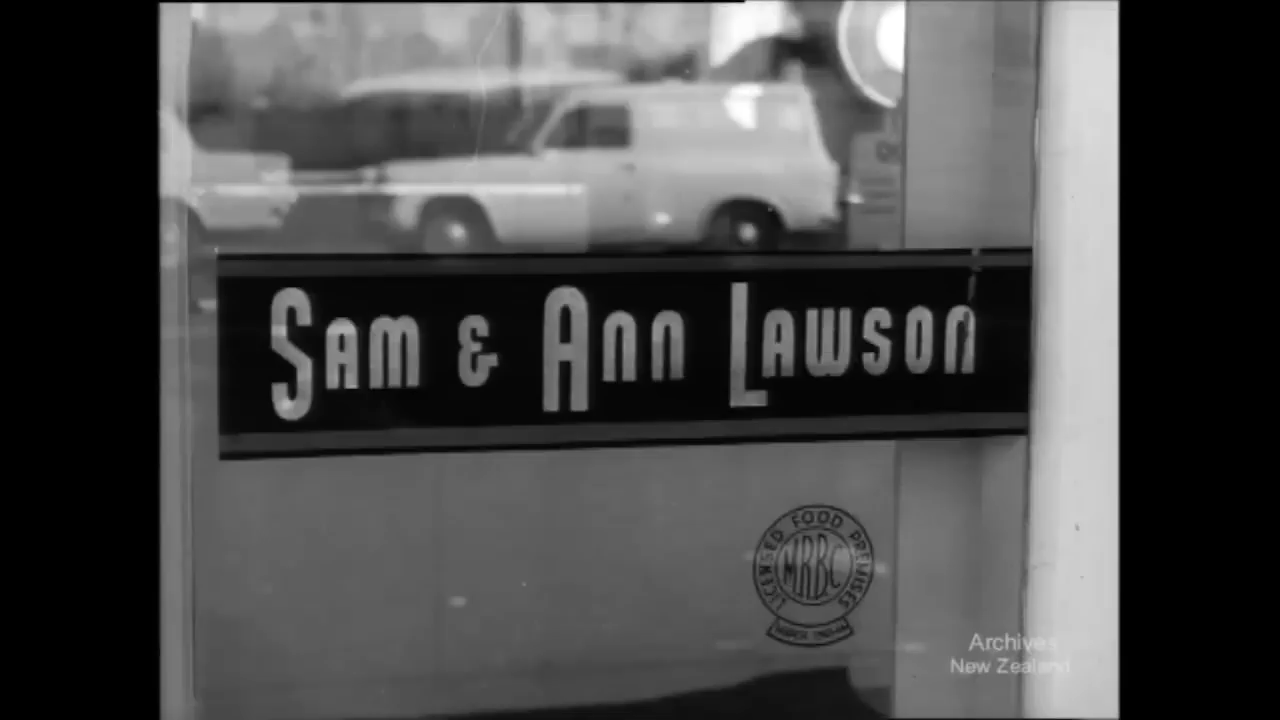 Sam & Ann Lawson
LICENSED FOOD PREMISES
MRBC
Archives
New Zealand